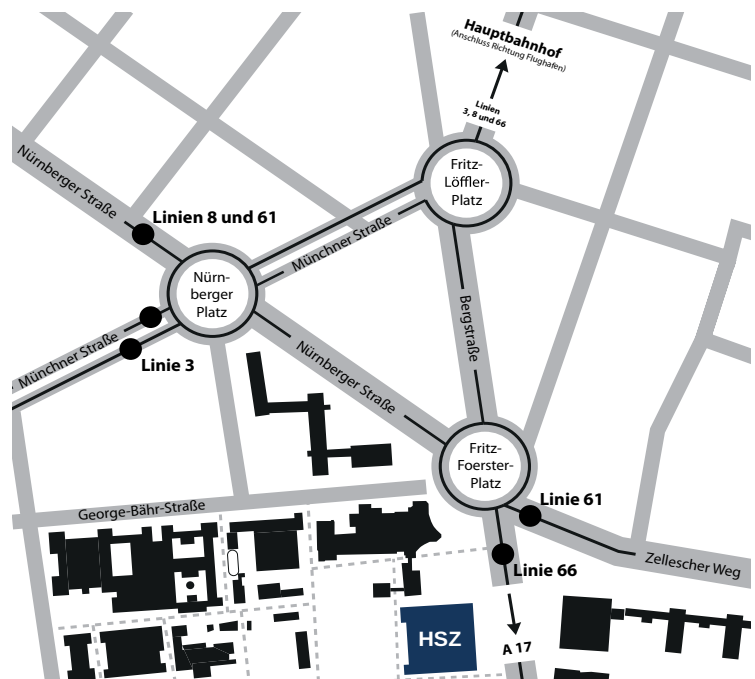 Hauptbahnhof
(Anschluss Richtung Flughafen)
Linien
3, 8 und 66
Fritz-
Löffler-
Platz
Nürnberger Straße
Linien 8 und 61
Münchner Straße
Nürn-
berger
Platz
Bergstraße
Münchner Straße
Linie 3
Nürnberger Straße
Fritz-
Foerster-
Platz
George-Bähr-Straße
Linie 61
Zellescher Weg
Linie 66
HSZ
A 17